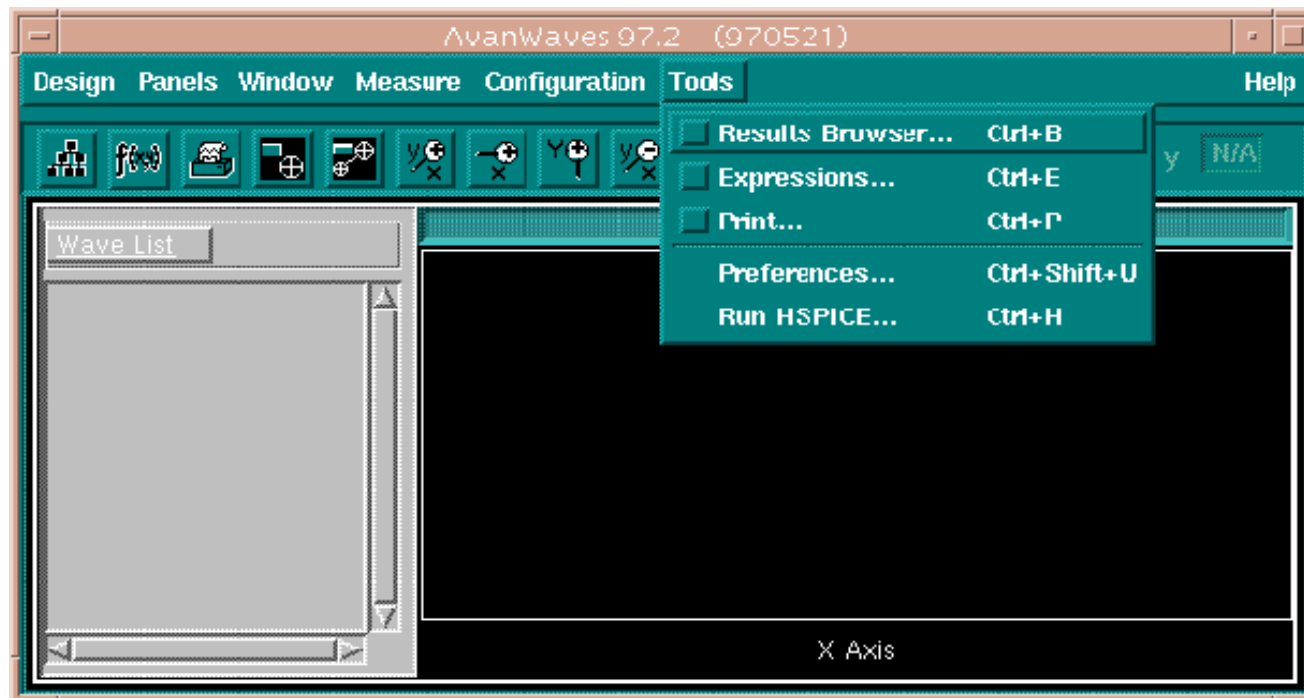 AvanWaves 97.2 (970521)
Design Panels Window Measure Configuration Tools Help
f(x) y x x Y y x y N/A
Results Browser... Ctrl+B
Expressions... Ctrl+E
Print... Ctrl+P
Preferences... Ctrl+Shift+U
Run HSPICE... Ctrl+H
Wave List
X Axis